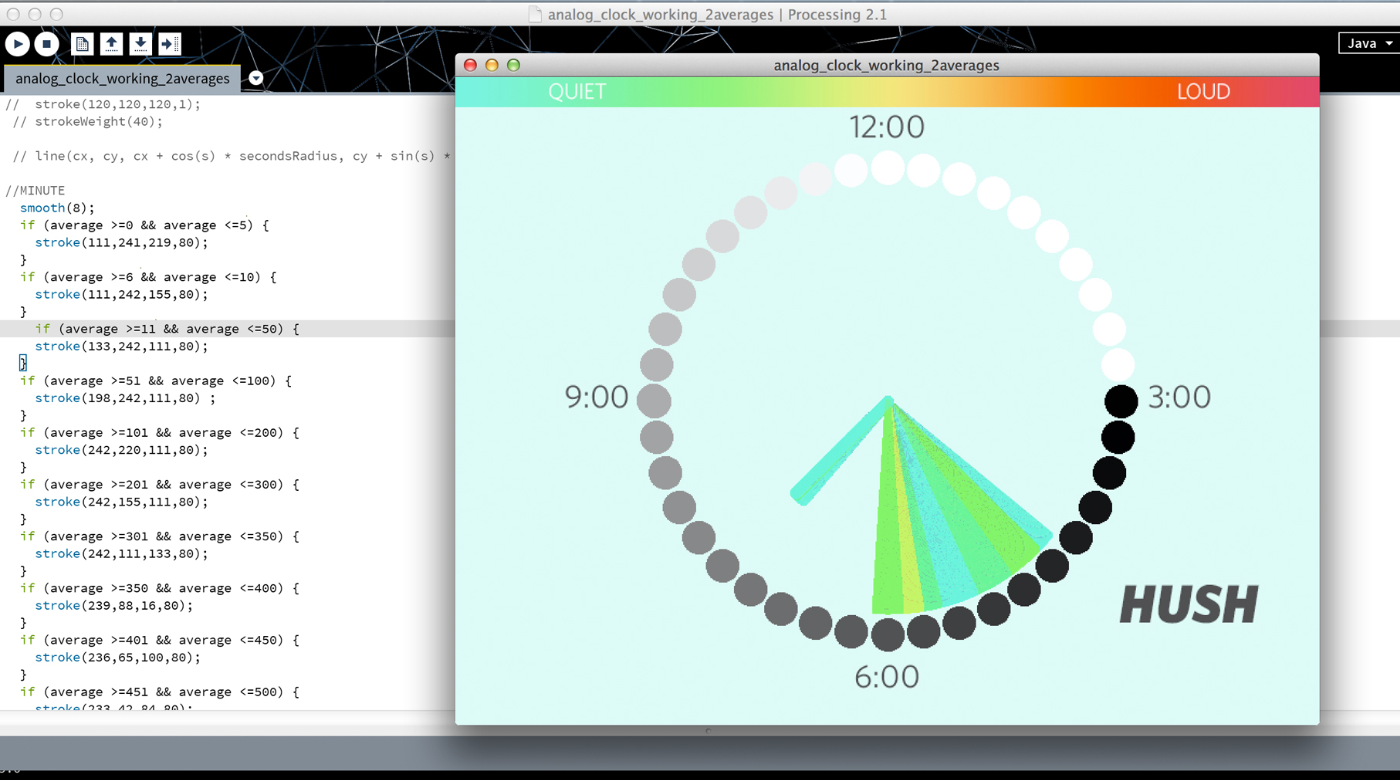 analog_clock_working_2averages | Processing 2.1
Java
analog_clock_working_2averages
//  stroke(120,120,120,1);
// strokeWeight(40);
// line(cx, cy, cx + cos(s) * secondsRadius, cy + sin(s) *
//MINUTE
smooth(8);
if (average >=0 && average <=5) {
stroke(111,241,219,80);
}
if (average >=6 && average <=10) {
stroke(111,242,155,80);
}
if (average >=11 && average <=50) {
stroke(133,242,111,80);
}
if (average >=51 && average <=100) {
stroke(198,242,111,80) ;
}
if (average >=101 && average <=200) {
stroke(242,220,111,80);
}
if (average >=201 && average <=300) {
stroke(242,155,111,80);
}
if (average >=301 && average <=350) {
stroke(242,111,133,80);
}
if (average >=350 && average <=400) {
stroke(239,88,16,80);
}
if (average >=401 && average <=450) {
stroke(236,65,100,80);
}
if (average >=451 && average <=500) {
stroke(233,42,84,80);
analog_clock_working_2averages
QUIET LOUD
12:00
9:00 3:00
HUSH
6:00